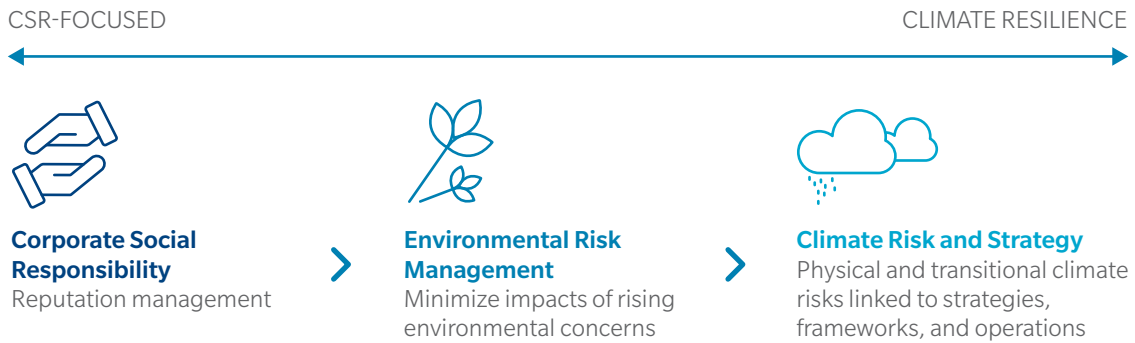 CSR-FOCUSED
CLIMATE RESILIENCE
Corporate Social
Responsibility
Reputation management
Environmental Risk
Management
Minimize impacts of rising
environmental concerns
Climate Risk and Strategy
Physical and transitional climate
risks linked to strategies,
frameworks, and operations